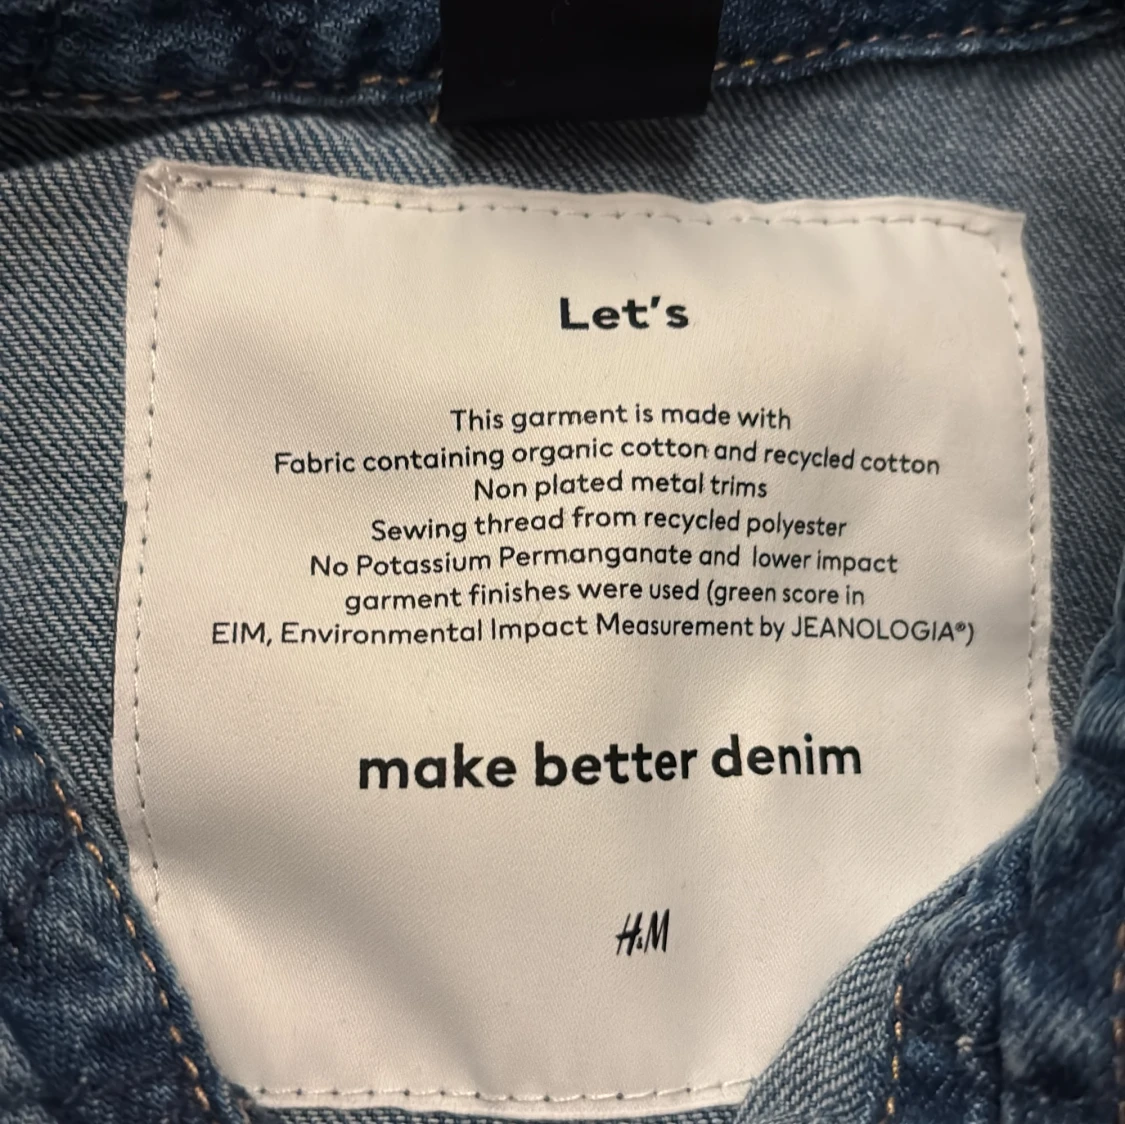 Let's
This garment is made with
Fabric containing organic cotton and recycled cotton
Non plated metal trims
Sewing thread from recycled polyester
No Potassium Permanganate and lower impact
garment finishes were used (green score in
EIM, Environmental Impact Measurement by JEANOLOGIA®)
make better denim
H&M